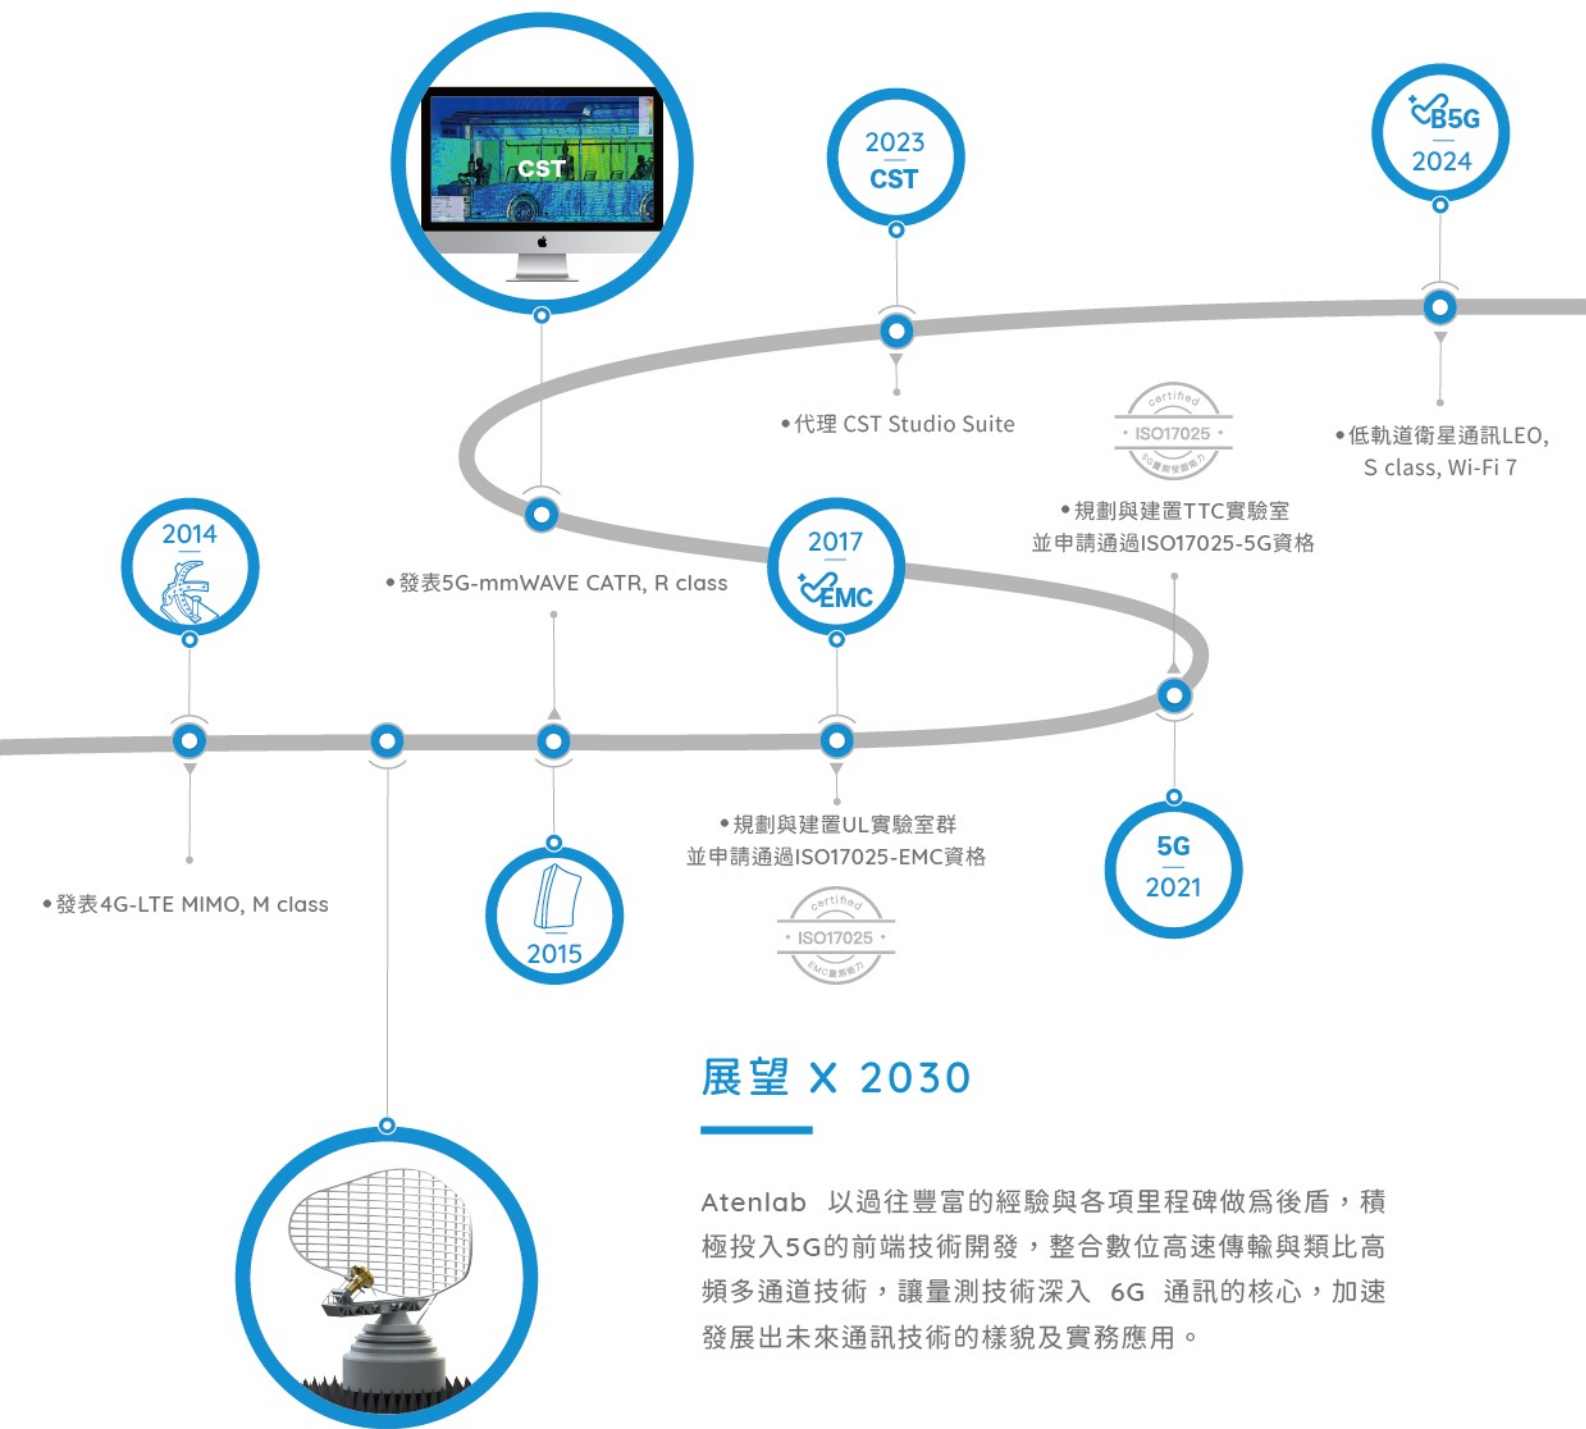 CST
2023
CST
B5G
2024
•代理 CST Studio Suite
certified
• ISO17025 •
•低軌道衛星通訊LEO,
S class, Wi-Fi 7
•規劃與建置TTC實驗室
並申請通過ISO17025-5G資格
2014
•發表5G-mmWAVE CATR, R class
2017
EMC
•規劃與建置UL實驗室群
並申請通過ISO17025-EMC資格
5G
2021
•發表4G-LTE MIMO, M class
2015
certified
• ISO17025 •
EMC量測能力
展望 X 2030
Atenlab 以過往豐富的經驗與各項里程碑做為後盾，積
極投入5G的前端技術開發，整合數位高速傳輸與類比高
頻多通道技術，讓量測技術深入 6G 通訊的核心，加速
發展出未來通訊技術的樣貌及實務應用。